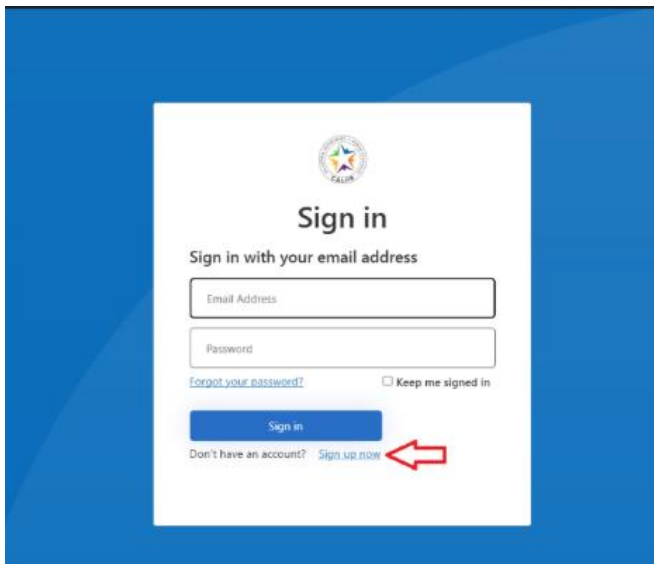 CALHR
Sign in
Sign in with your email address
Email Address
Password
Forgot your password? Keep me signed in
Sign in
Don't have an account? Sign up now